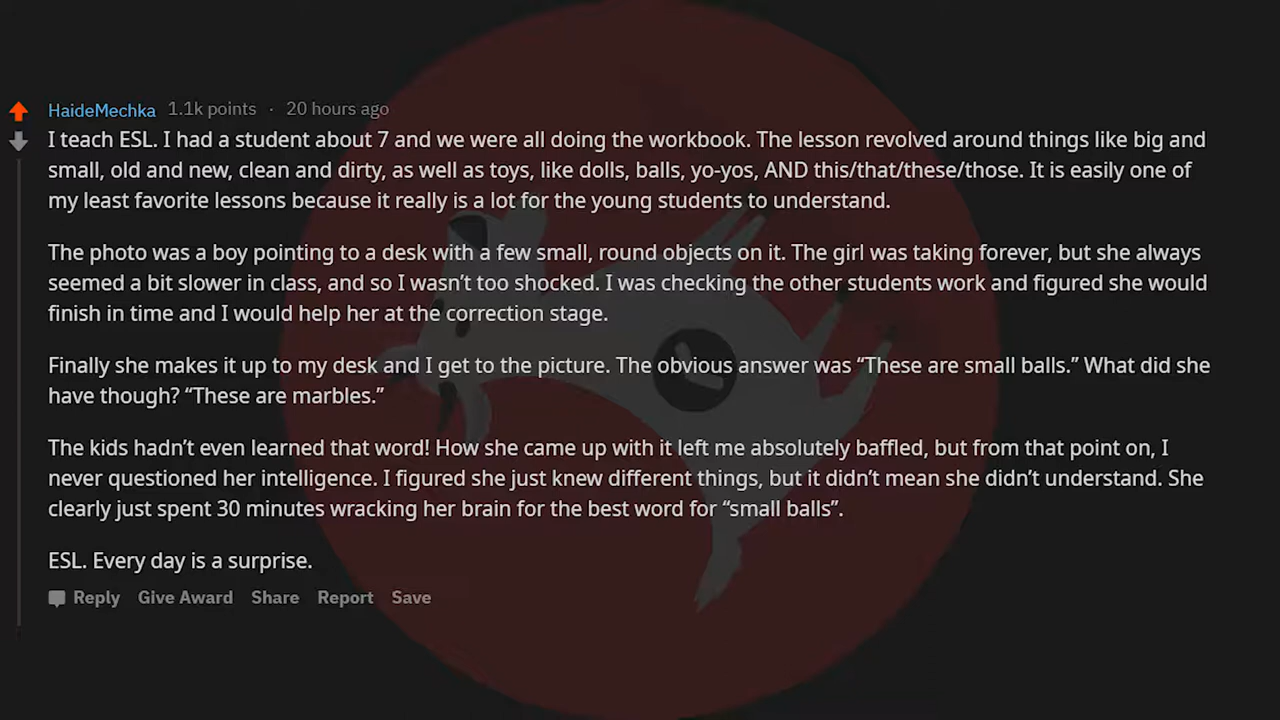 HaideMechka 1.1k points · 20 hours ago
I teach ESL. I had a student about 7 and we were all doing the workbook. The lesson revolved around things like big and
small, old and new, clean and dirty, as well as toys, like dolls, balls, yo-yos, AND this/that/these/those. It is easily one of
my least favorite lessons because it really is a lot for the young students to understand.
The photo was a boy pointing to a desk with a few small, round objects on it. The girl was taking forever, but she always
seemed a bit slower in class, and so I wasn't too shocked. I was checking the other students work and figured she would
finish in time and I would help her at the correction stage.
Finally she makes it up to my desk and I get to the picture. The obvious answer was “These are small balls.” What did she
have though? “These are marbles.”
The kids hadn't even learned that word! How she came up with it left me absolutely baffled, but from that point on, I
never questioned her intelligence. I figured she just knew different things, but it didn't mean she didn't understand. She
clearly just spent 30 minutes wracking her brain for the best word for “small balls”.
ESL. Every day is a surprise.
Reply Give Award Share Report Save